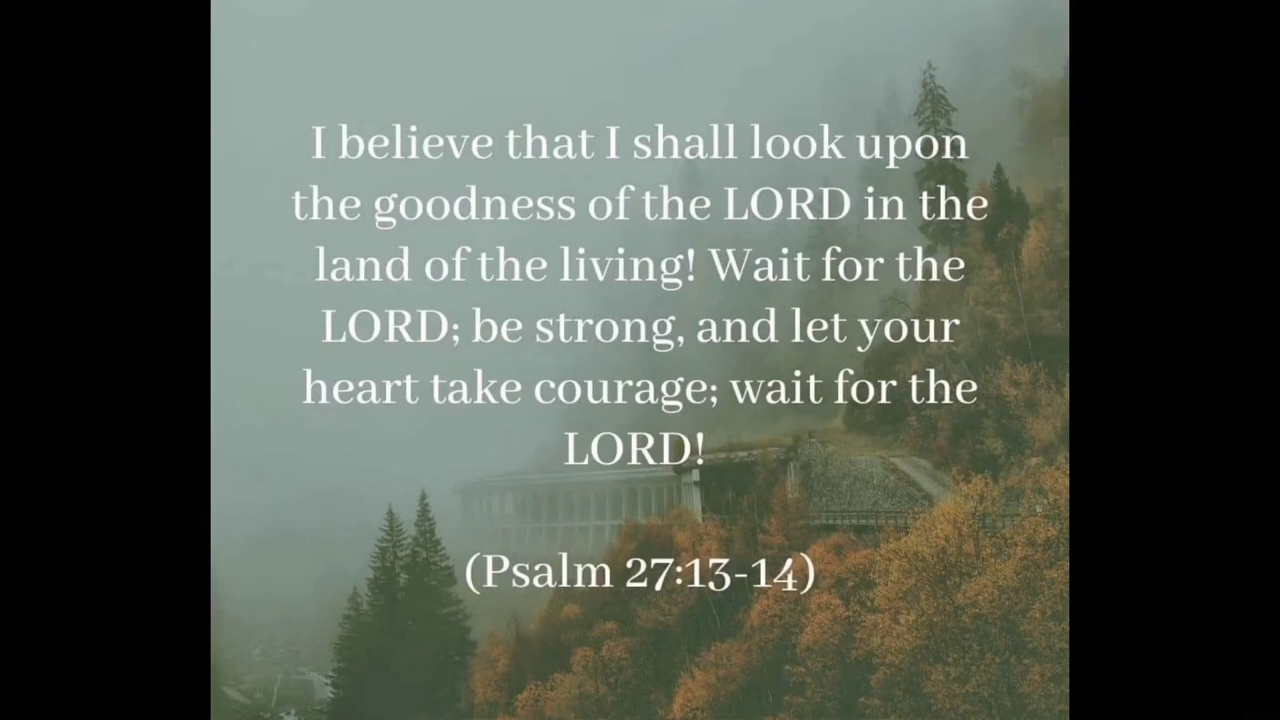 I believe that I shall look upon
the goodness of the LORD in the
land of the living! Wait for the
LORD; be strong, and let your
heart take courage; wait for the
LORD!
(Psalm 27:13-14)